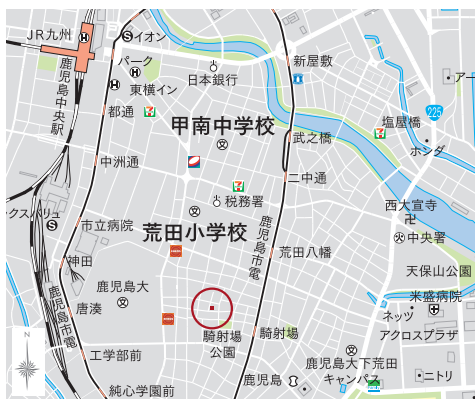 イオン
JR九州
パーク
新屋敷
東横イン
日本銀行
鹿児島中央駅
225
都通
甲南中学校
武之橋
塩屋橋
ホンダ
中洲通
二中通
税務署
西大宣寺
クスバリュ
市立病院
荒田小学校
鹿児島市電
荒田八幡
中央署
神田
天保山公園
鹿児島大
米盛病院
鹿児島市電
唐湊
ネッツ
アクロスプラザ
騎射場
公園
騎射場
工学部前
鹿児島大下荒田
キャンパス
鹿児島
ニトリ
純心学園前
N